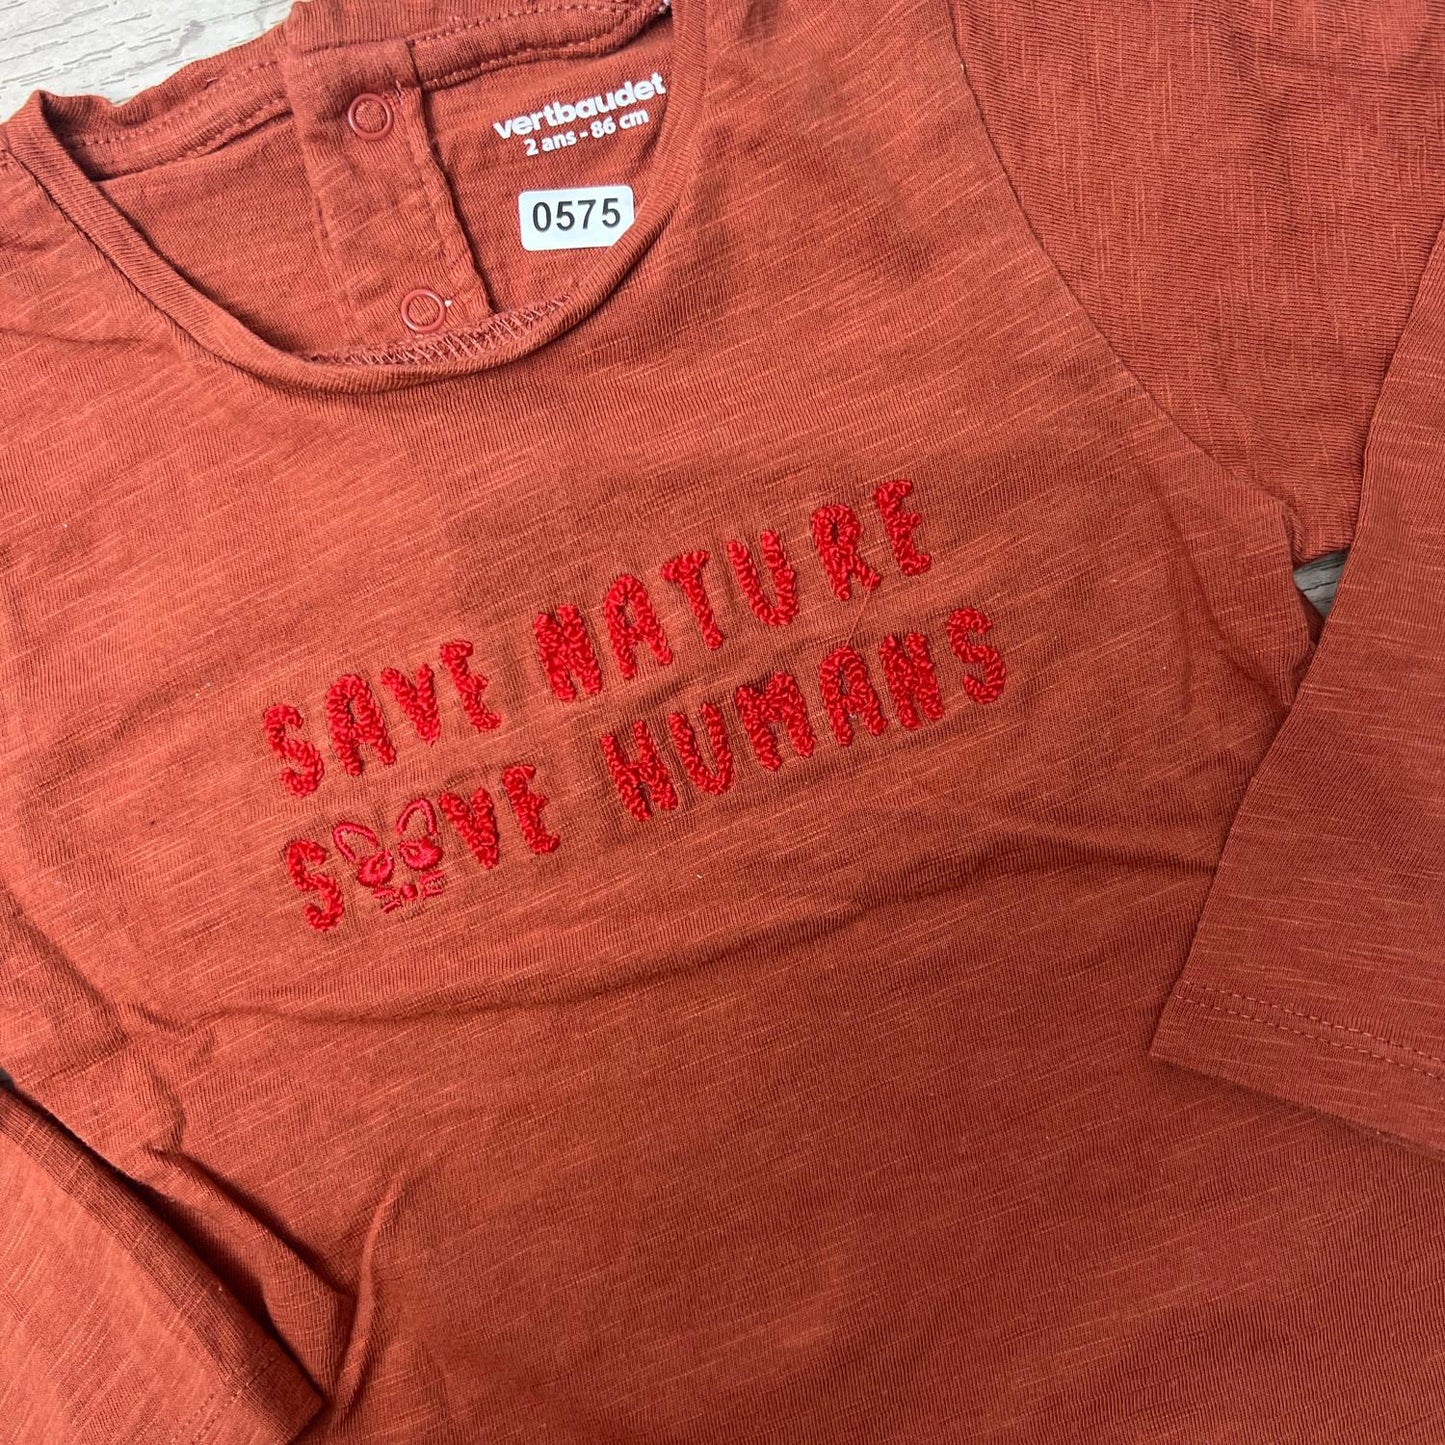 vertbaudet
2 ans - 86 cm
0575
SAVE NATURE
SAVE HUMANS